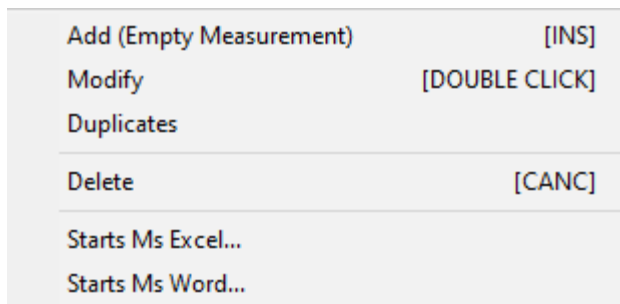 Add (Empty Measurement) [INS]
Modify [DOUBLE CLICK]
Duplicates
Delete [CANC]
Starts Ms Excel...
Starts Ms Word...